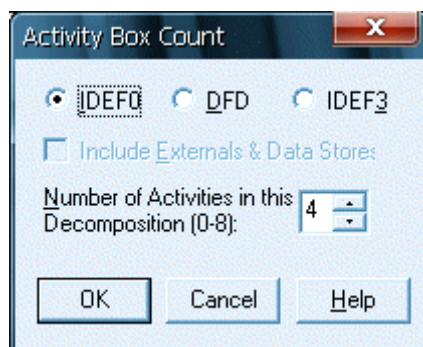 Activity Box Count
IDEF0 DFD IDEF3
Include Externals & Data Stores
Number of Activities in this
Decomposition (0-8):
4
OK Cancel Help